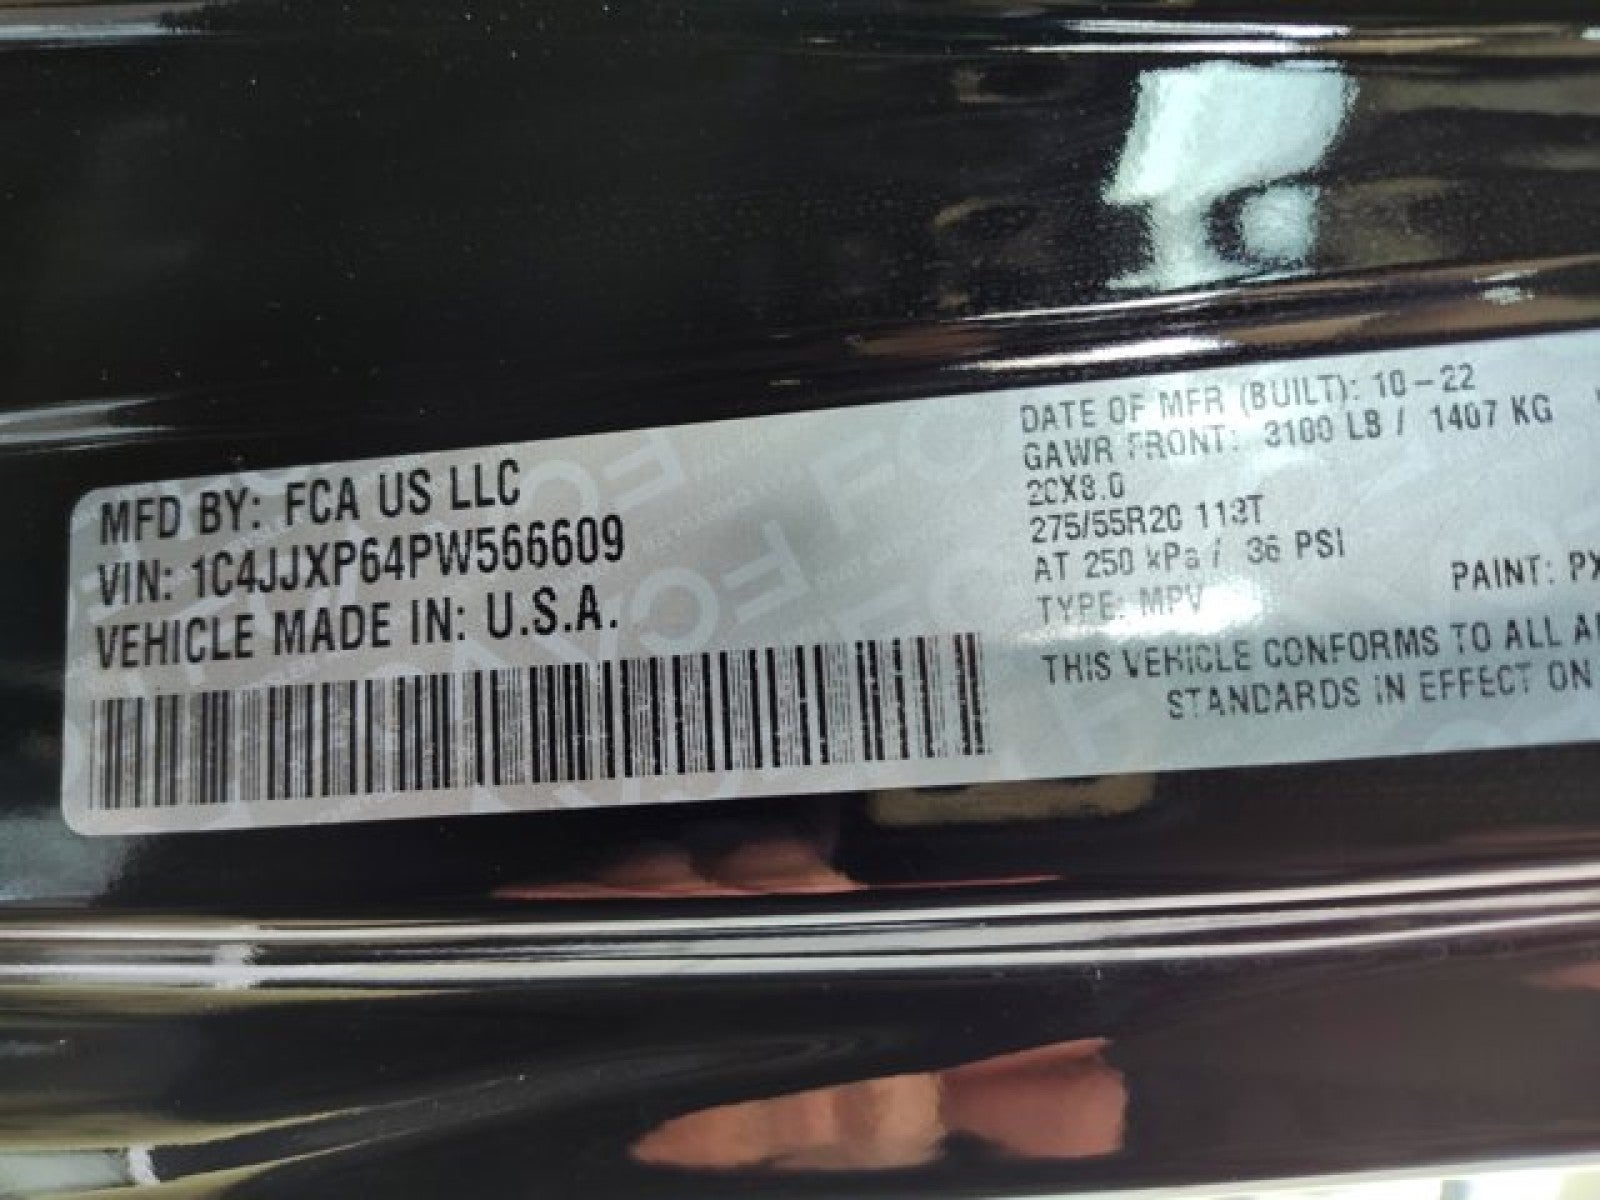 MFD BY: FCA US LLC
VIN: 1C4JJXP64PW566609
VEHICLE MADE IN: U.S.A.
DATE OF MFR (BUILT): 10-22
GAWR FRONT: 3100 LB / 1407 KG
20X8.0
275/55R20 113T
AT 250 kPa / 36 PSI
TYPE: MPV
PAINT: PX
THIS VEHICLE CONFORMS TO ALL
STANDARDS IN EFFECT ON